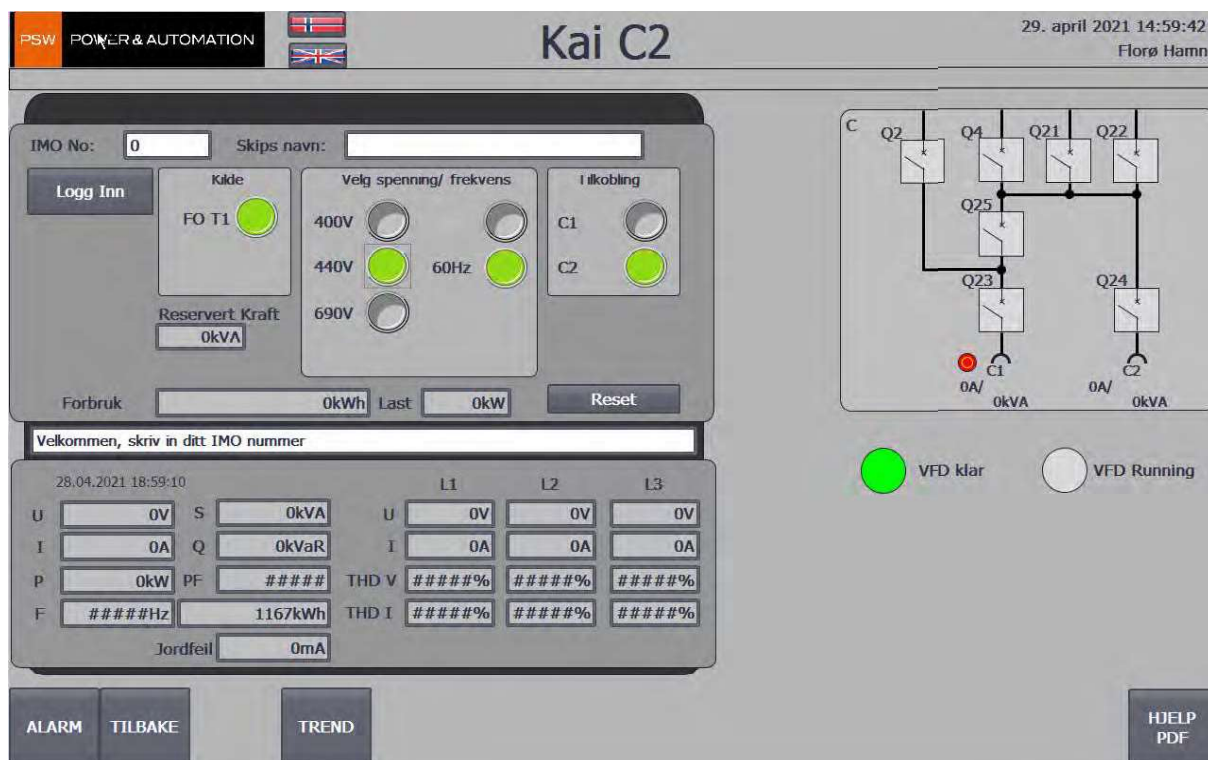 PSW POWER & AUTOMATION
Kai C2
29. april 2021 14:59:42
Florø Hamn
IMO No: 0 Skips navn:
Logg Inn
Kilde
FO T1
Velg spenning/ frekvens
400V
440V 60Hz
690V
Tilkobling
C1
C2
Reservert Kraft
0kVA
Forbruk 0kWh Last 0kW Reset
Velkommen, skriv in ditt IMO nummer
28.04.2021 18:59:10 L1 L2 L3
U 0V S 0kVA U 0V 0V 0V
I 0A Q 0kVaR I 0A 0A 0A
P 0kW PF ##### THD V #####% #####% #####%
F #####Hz 1167kWh THD I #####% #####% #####%
Jordfeil 0mA
C Q2 Q4 Q21 Q22
Q25
Q23 Q24
C1 C2
0A/ 0A/
0kVA 0kVA
VFD klar VFD Running
ALARM TILBAKE TREND HJELP
PDF